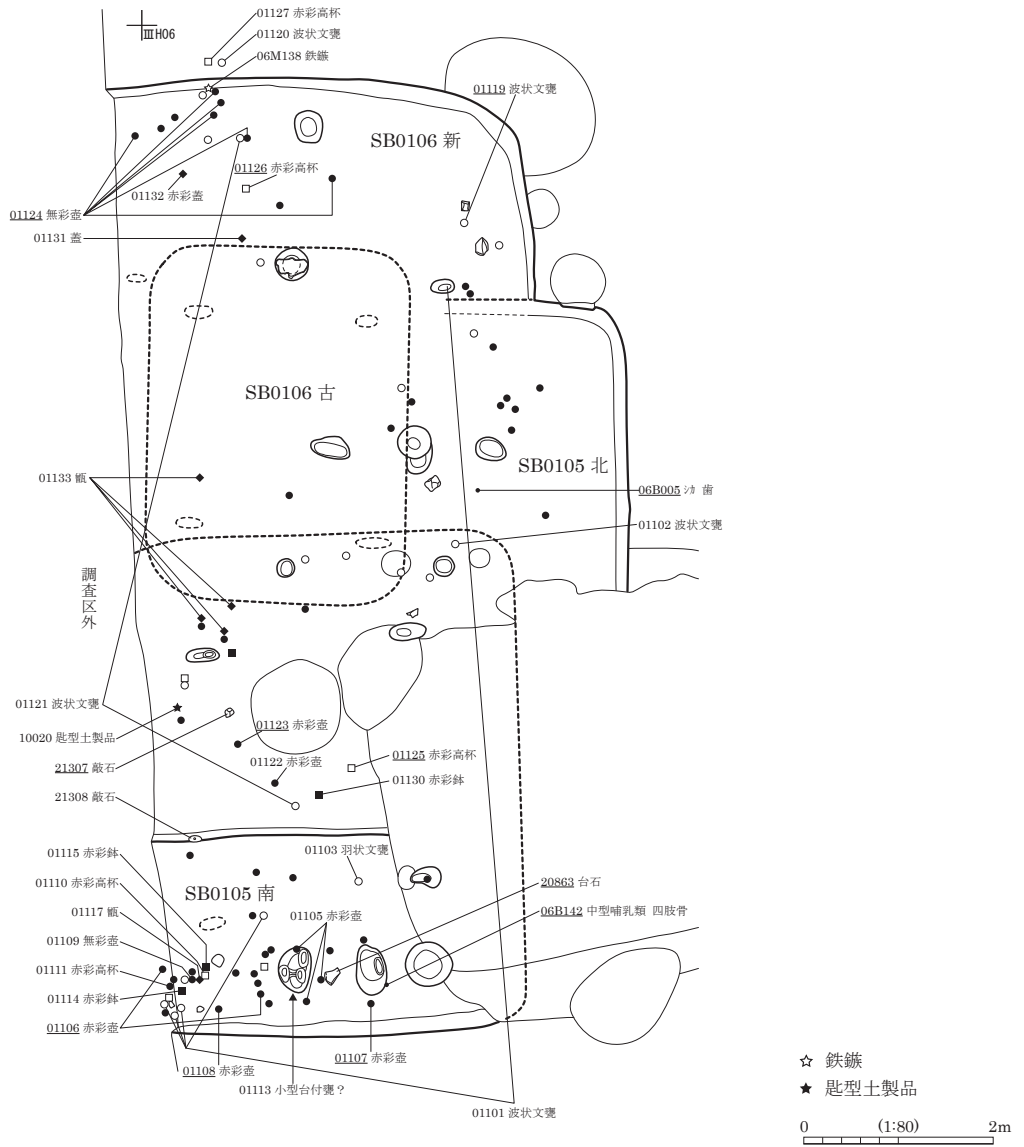 01127 赤彩高杯
ⅢH06
01120 波状文甕
06M138 鉄鏃
01119 波状文甕
SB0106 新
01126 赤彩高杯
01132 赤彩蓋
01124 無彩壺
01131 蓋
SB0106 古
SB0105 北
01133 甑
06B005 シカ 歯
01102 波状文甕
調査区外
01121 波状文甕
10020 匙型土製品
01123 赤彩壺
21307 敲石
01125 赤彩高杯
01122 赤彩壺
01130 赤彩鉢
21308 敲石
01115 赤彩鉢
01103 羽状文甕
01110 赤彩高杯
SB0105 南
20863 台石
01117 甑
01105 赤彩壺
06B142 中型哺乳類 四肢骨
01109 無彩壺
01111 赤彩高杯
01114 赤彩鉢
01106 赤彩壺
01107 赤彩壺
01108 赤彩壺
01113 小型台付甕？
01101 波状文甕
☆ 鉄鏃
★ 匙型土製品
0 (1:80) 2m